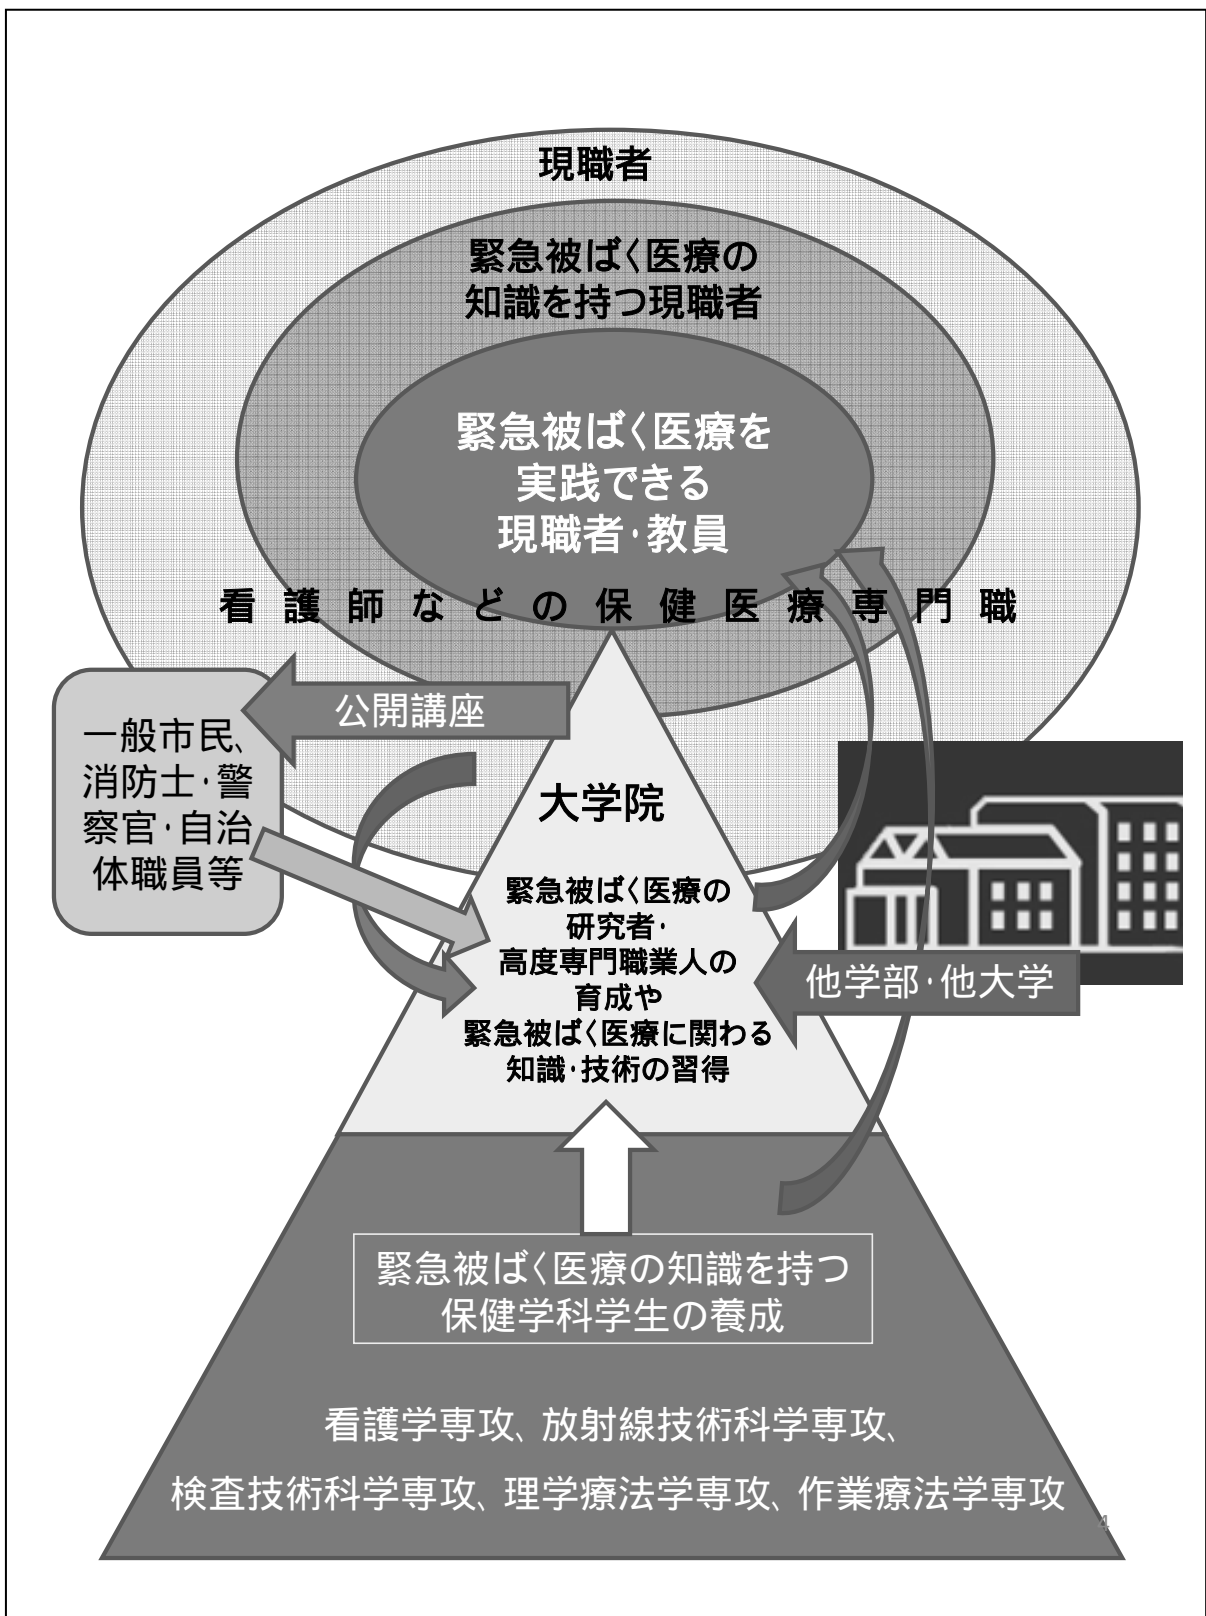 現職者
緊急被ばく医療の
知識を持つ現職者
緊急被ばく医療を
実践できる
現職者・教員
看護師などの保健医療専門職
公開講座
一般市民、
消防士・警
察官・自治
体職員等
大学院
緊急被ばく医療の
研究者・
高度専門職業人の
育成や
緊急被ばく医療に関わる
知識・技術の習得
他学部・他大学
緊急被ばく医療の知識を持つ
保健学科学生の養成
看護学専攻、放射線技術科学専攻、
検査技術科学専攻、理学療法学専攻、作業療法学専攻
4